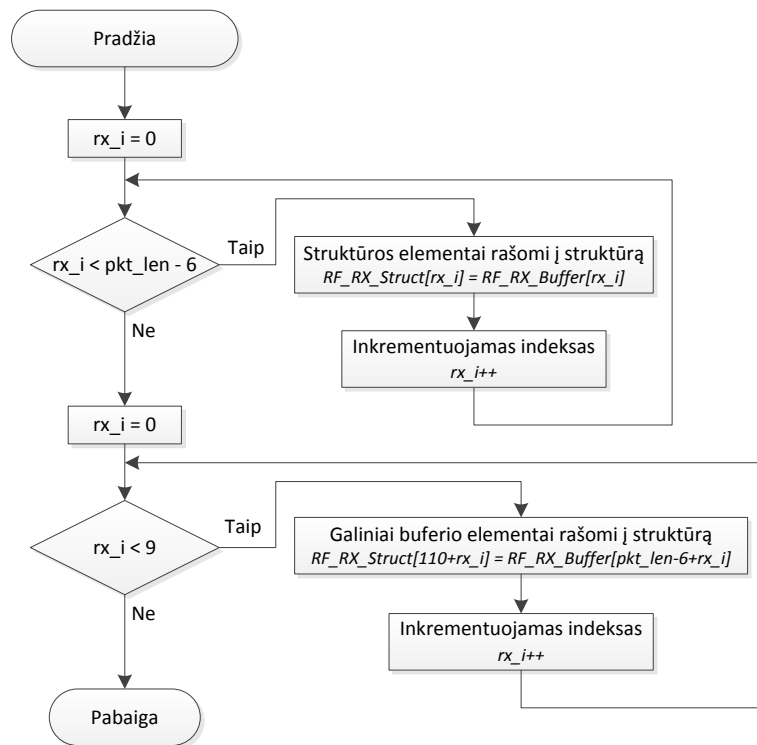 Pradžia
rx_i = 0
rx_i < pkt_len - 6
Taip
Struktūros elementai rašomi į struktūrą
RF_RX_Struct[rx_i] = RF_RX_Buffer[rx_i]
Inkrementuojamas indeksas
rx_i++
Ne
rx_i = 0
rx_i < 9
Taip
Galiniai buferio elementai rašomi į struktūrą
RF_RX_Struct[110+rx_i] = RF_RX_Buffer[pkt_len-6+rx_i]
Inkrementuojamas indeksas
rx_i++
Ne
Pabaiga